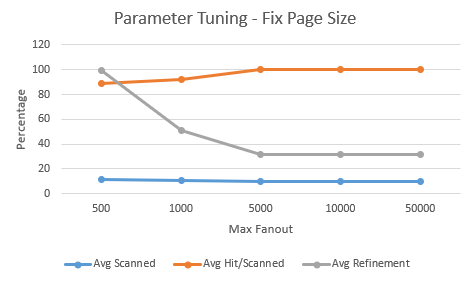 Parameter Tuning - Fix Page Size
120
100
80
60
40
20
0
Percentage
500 1000 5000 10000 50000
Max Fanout
Avg Scanned Avg Hit/Scanned Avg Refinement